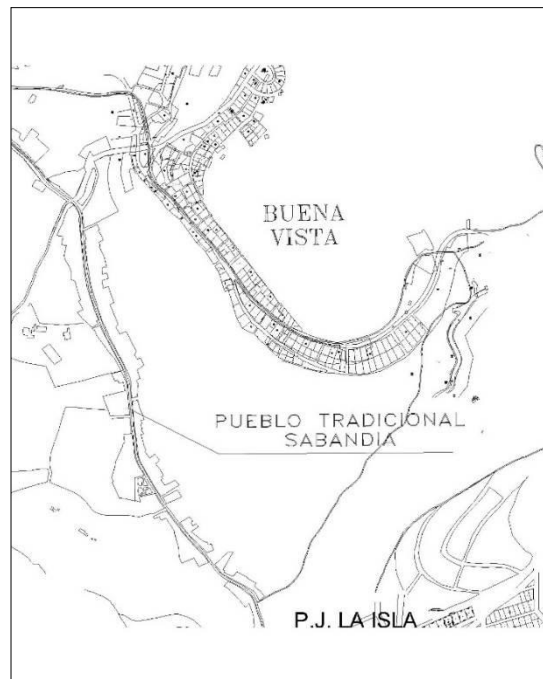 BUENA
VISTA
PUEBLO TRADICIONAL
SABANDIA
P.J. LA ISLA